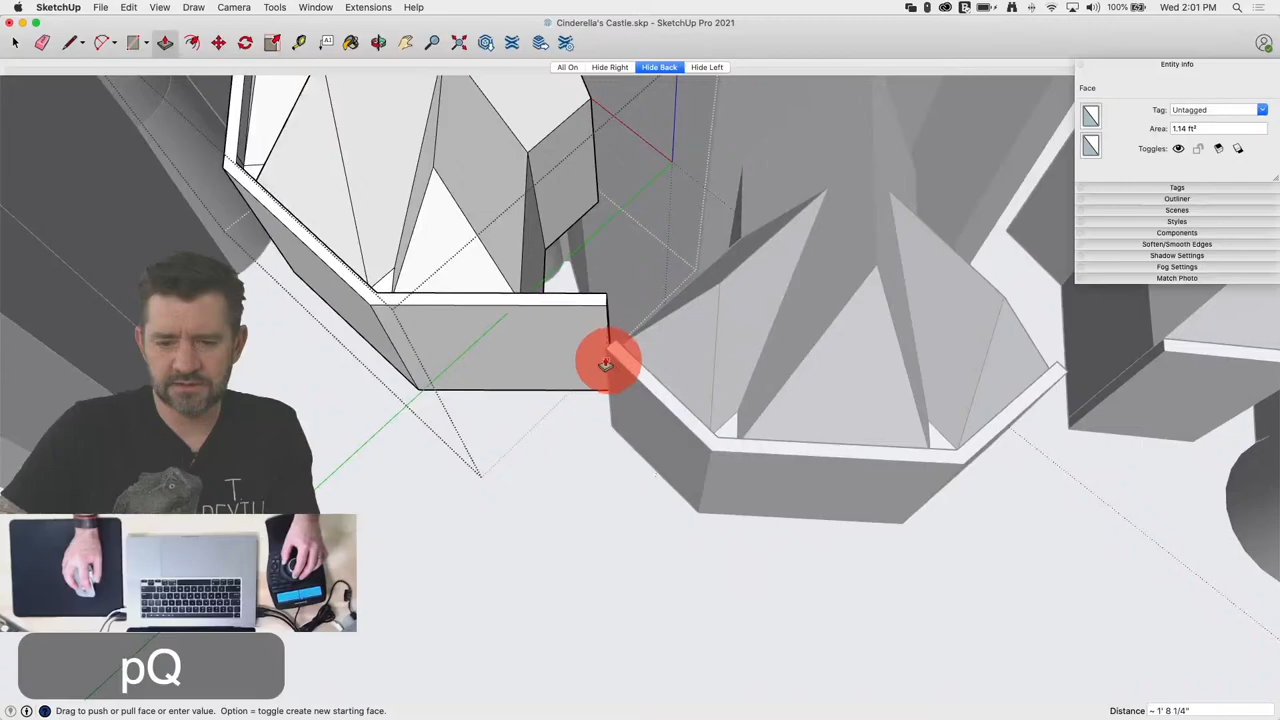 SketchUp File Edit View Draw Camera Tools Window Extensions Help
100% Wed 2:01 PM
Cinderella's Castle.skp - SketchUp Pro 2021
All On Hide Right Hide Back Hide Left
Entity Info
Face
Tag: Untagged
Area: 1.14 ft²
Toggles:
Tags
Outliner
Scenes
Styles
Components
Soften/Smooth Edges
Shadow Settings
Fog Settings
Match Photo
T.
pQ
Drag to push or pull face or enter value. Option = toggle create new starting face.
Distance ~ 1' 8 1/4"